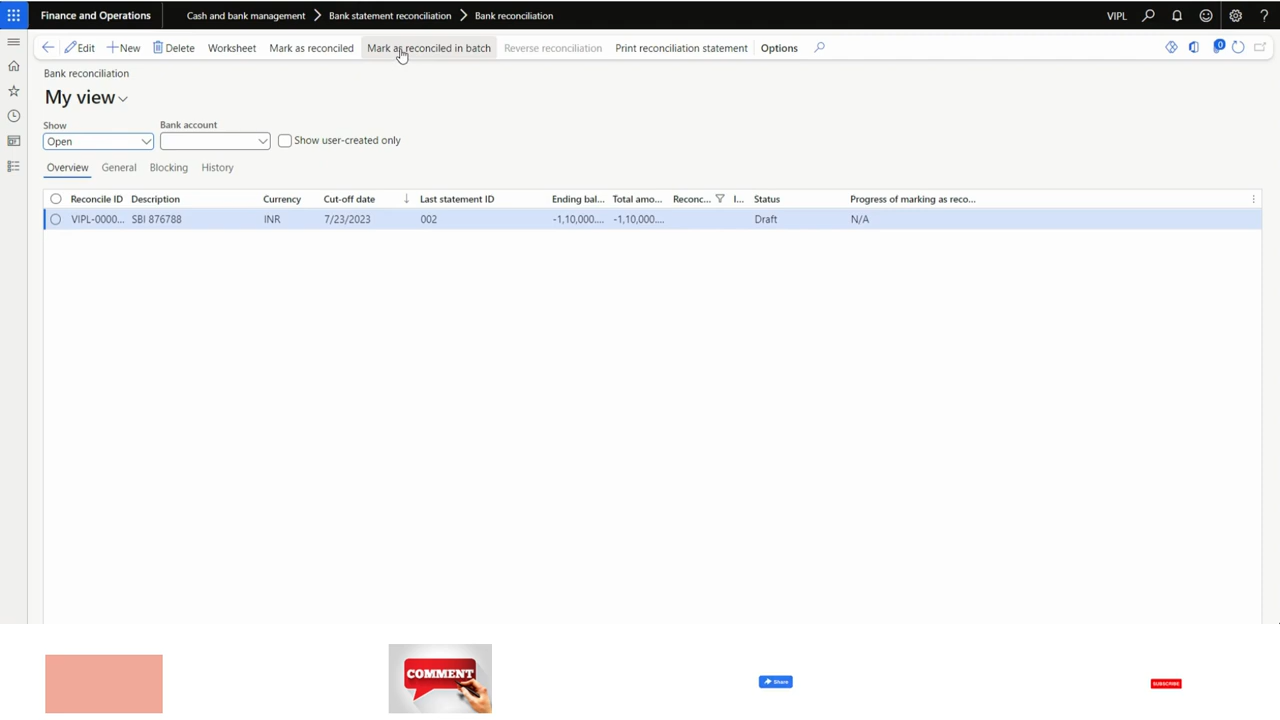 Finance and Operations Cash and bank management Bank statement reconciliation Bank reconciliation VIPL ?
Edit New Delete Worksheet Mark as reconciled Mark as reconciled in batch Reverse reconciliation Print reconciliation statement Options 0
Bank reconciliation
My view
Show Bank account
Open Show user-created only
Overview General Blocking History
Reconcile ID Description Currency Cut-off date Last statement ID Ending bal... Total amo... Reconc... I... Status Progress of marking as reco...
VIPL-0000... SBI 876788 INR 7/23/2023 002 -1,10,000.... -1,10,000.... Draft N/A
COMMENT
Share
SUBSCRIBE